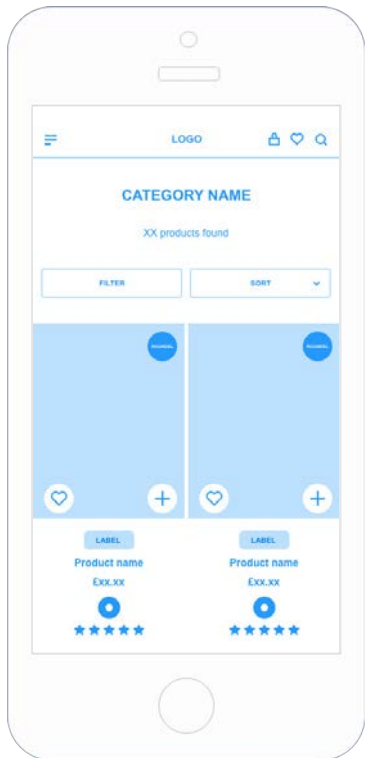 LOGO
CATEGORY NAME
XX products found
FILTER
SORT
LABEL
LABEL
Product name
Product name
£xx.xx
£xx.xx